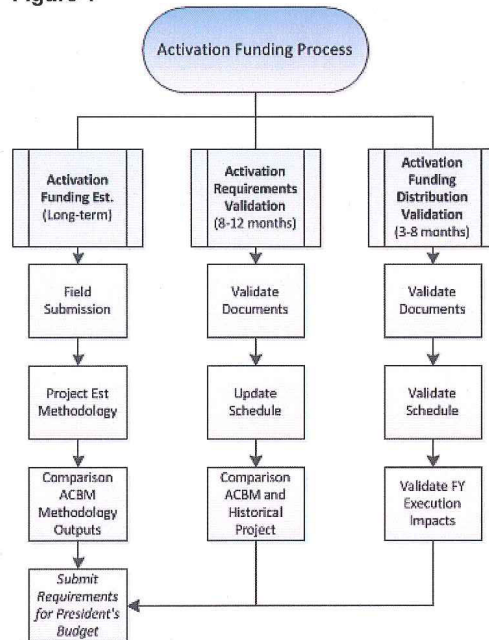 Activation Funding Process
Activation
Funding Est.
(Long-term)
Field
Submission
Project Est
Methodology
Comparison
ACBM
Methodology
Outputs
Submit
Requirements
for President's
Budget
Activation
Requirements
Validation
(8-12 months)
Validate
Documents
Update
Schedule
Comparison
ACBM and
Historical
Project
Activation
Funding
Distribution
Validation
(3-8 months)
Validate
Documents
Validate
Schedule
Validate FY
Execution
Impacts